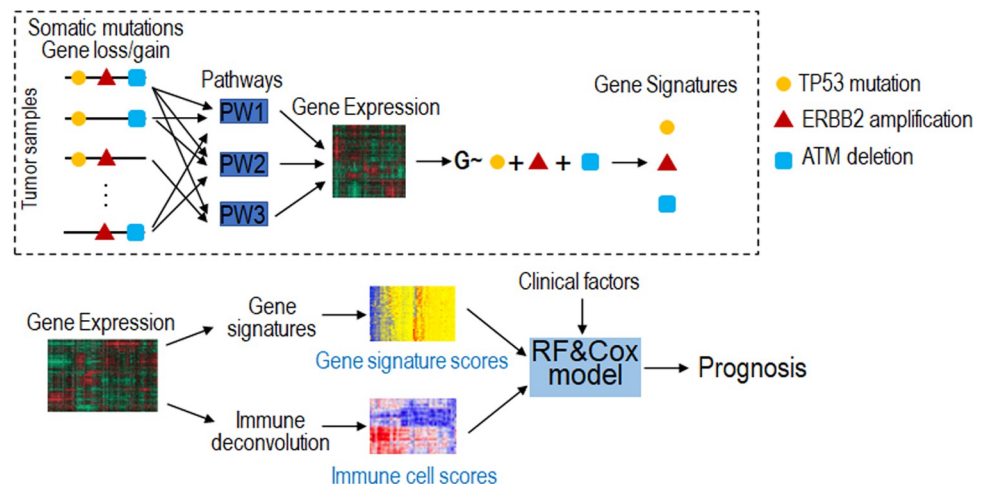 Somatic mutations
Gene loss/gain
Tumor samples
Pathways
PW1
PW2
PW3
Gene Expression
G~ + +
Gene Signatures
TP53 mutation
ERBB2 amplification
ATM deletion
Gene Expression
Gene
signatures
Gene signature scores
Immune
deconvolution
Immune cell scores
Clinical factors
RF&Cox
model
Prognosis